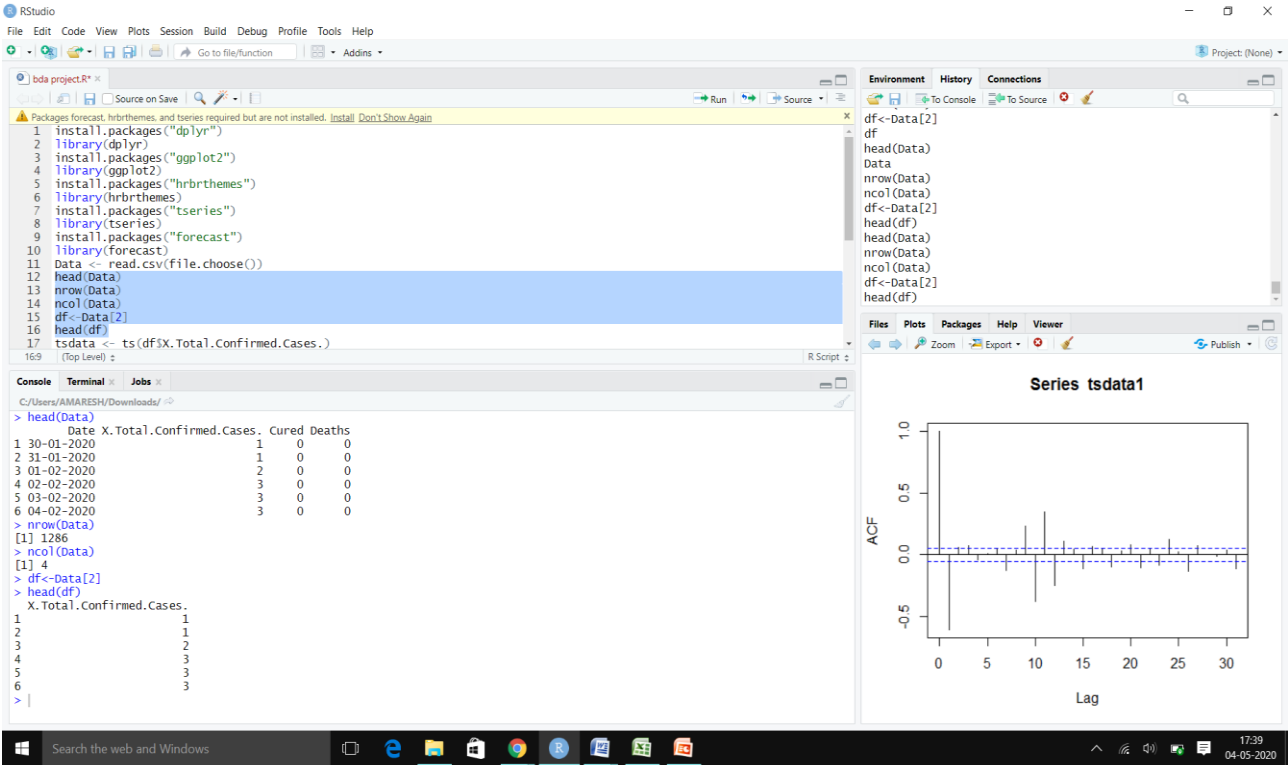 RStudio
File Edit Code View Plots Session Build Debug Profile Tools Help
Go to file/function Addins Project: (None)
bda project.R*
Source on Save Run Source
Packages forecast, hrbrthemes, and tseries required but are not installed. Install Don't Show Again
1 install.packages("dplyr")
2 library(dplyr)
3 install.packages("ggplot2")
4 library(ggplot2)
5 install.packages("hrbrthemes")
6 library(hrbrthemes)
7 install.packages("tseries")
8 library(tseries)
9 install.packages("forecast")
10 library(forecast)
11 Data <- read.csv(file.choose())
12 head(Data)
13 nrow(Data)
14 ncol(Data)
15 df<-Data[2]
16 head(df)
17 tsdata <- ts(df$X.Total.Confirmed.Cases.)
16:9 (Top Level) R Script
Console Terminal Jobs
C:/Users/AMARESH/Downloads/
> head(Data)
Date X.Total.Confirmed.Cases. Cured Deaths
1 30-01-2020 1 0 0
2 31-01-2020 1 0 0
3 01-02-2020 2 0 0
4 02-02-2020 3 0 0
5 03-02-2020 3 0 0
6 04-02-2020 3 0 0
> nrow(Data)
[1] 1286
> ncol(Data)
[1] 4
> df<-Data[2]
> head(df)
X.Total.Confirmed.Cases.
1 1
2 1
3 2
4 3
5 3
6 3
>
Environment History Connections
To Console To Source
df<-Data[2]
df
head(Data)
Data
nrow(Data)
ncol(Data)
df<-Data[2]
head(df)
head(Data)
nrow(Data)
ncol(Data)
df<-Data[2]
head(df)
Files Plots Packages Help Viewer
Zoom Export Publish
Series tsdata1
ACF
1.0
0.5
0.0
-0.5
0 5 10 15 20 25 30
Lag
Search the web and Windows
17:39
04-05-2020